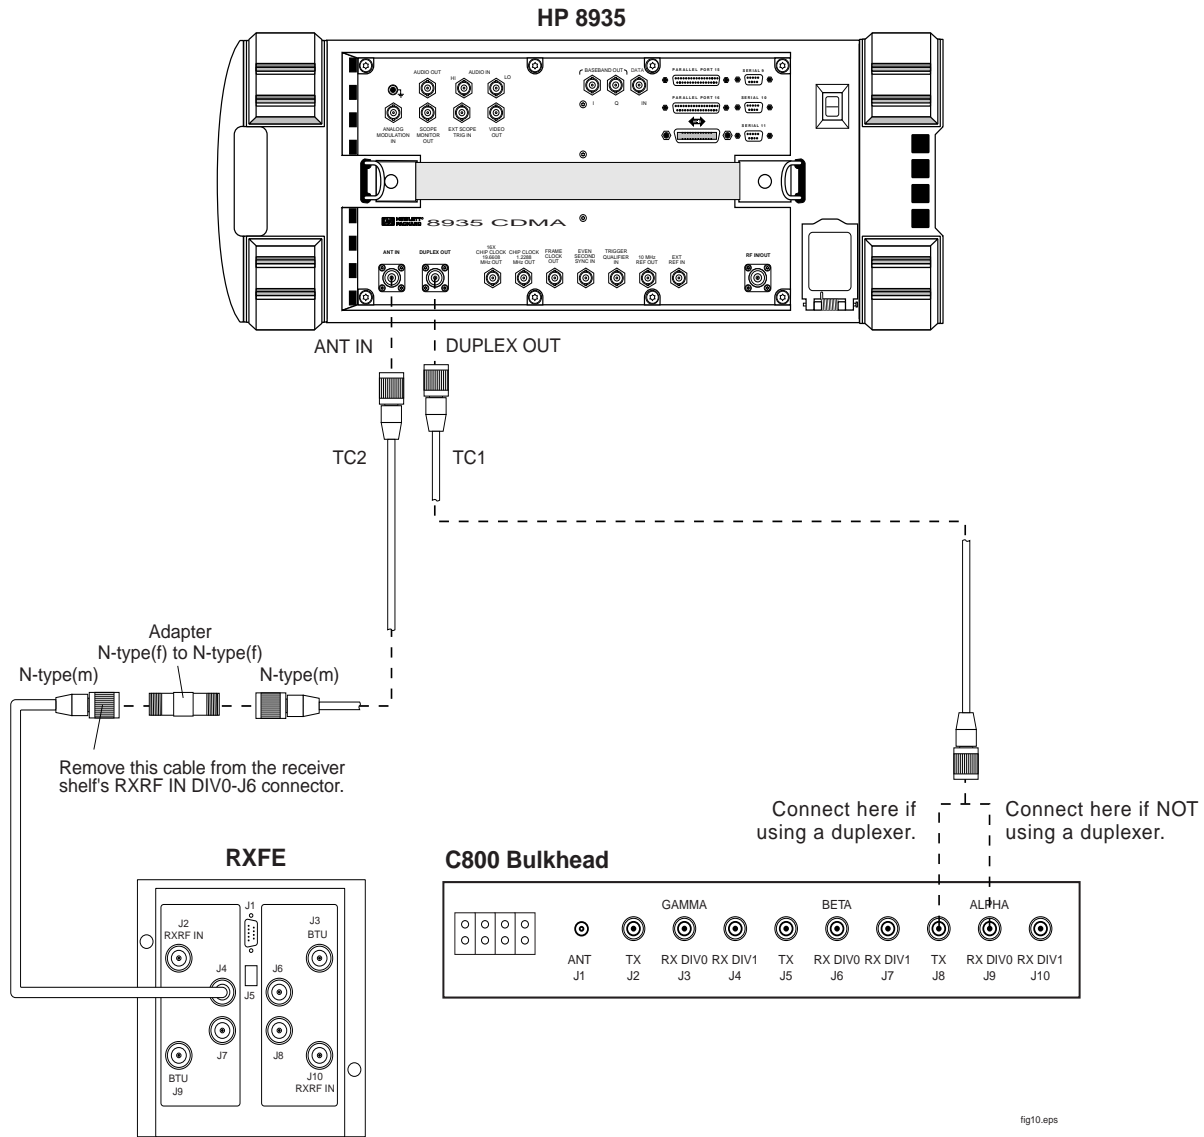 HP 8935
AUDIO OUT
AUDIO IN
HI
LO
BASEBAND OUT
DATA
I
Q
IN
PARALLEL PORT 15
SERIAL 9
PARALLEL PORT 16
SERIAL 10
SERIAL 11
ANALOG
MODULATION
IN
SCOPE
MONITOR
OUT
EXT SCOPE
TRIG IN
VIDEO
OUT
HEWLETT
PACKARD
8935 CDMA
ANT IN
DUPLEX OUT
16X
CHIP CLOCK
19.6608
MHz OUT
CHIP CLOCK
1.2288
MHz OUT
FRAME
CLOCK
OUT
EVEN
SECOND
SYNC IN
TRIGGER
QUALIFIER
IN
10 MHz
REF OUT
EXT
REF IN
RF IN/OUT
ANT IN
DUPLEX OUT
TC2
TC1
Adapter
N-type(f) to N-type(f)
N-type(m)
N-type(m)
Remove this cable from the receiver
shelf's RXRF IN DIV0-J6 connector.
Connect here if
using a duplexer.
Connect here if NOT
using a duplexer.
RXFE
J1
J2
RXRF IN
J3
BTU
J4
J5
J6
J7
J8
BTU
J9
J10
RXRF IN
C800 Bulkhead
GAMMA
BETA
ALPHA
ANT
J1
TX
J2
RX DIV0
J3
RX DIV1
J4
TX
J5
RX DIV0
J6
RX DIV1
J7
TX
J8
RX DIV0
J9
RX DIV1
J10
fig10.eps